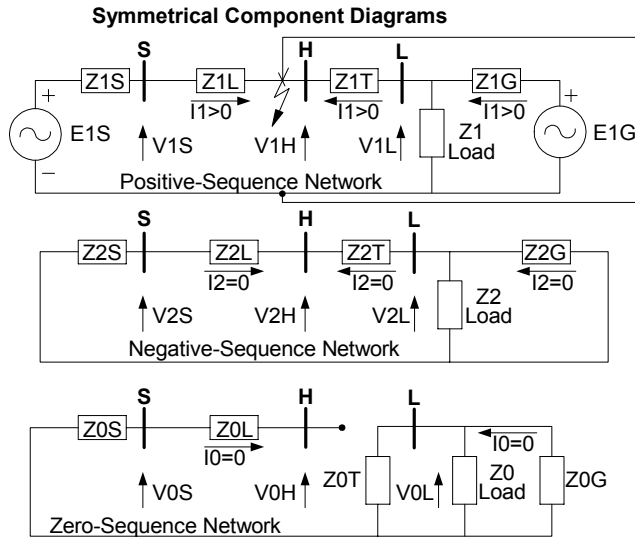 Symmetrical Component Diagrams
S H L
Z1S Z1L Z1T Z1G
I1>0 I1>0 I1>0
+ +
E1S V1S V1H V1L Z1 Load E1G
–
Positive-Sequence Network
S H L
Z2S Z2L Z2T Z2G
I2=0 I2=0 I2=0
V2S V2H V2L Z2 Load
Negative-Sequence Network
S H L
Z0S Z0L
I0=0 I0=0
V0S V0H Z0T V0L Z0 Load Z0G
Zero-Sequence Network